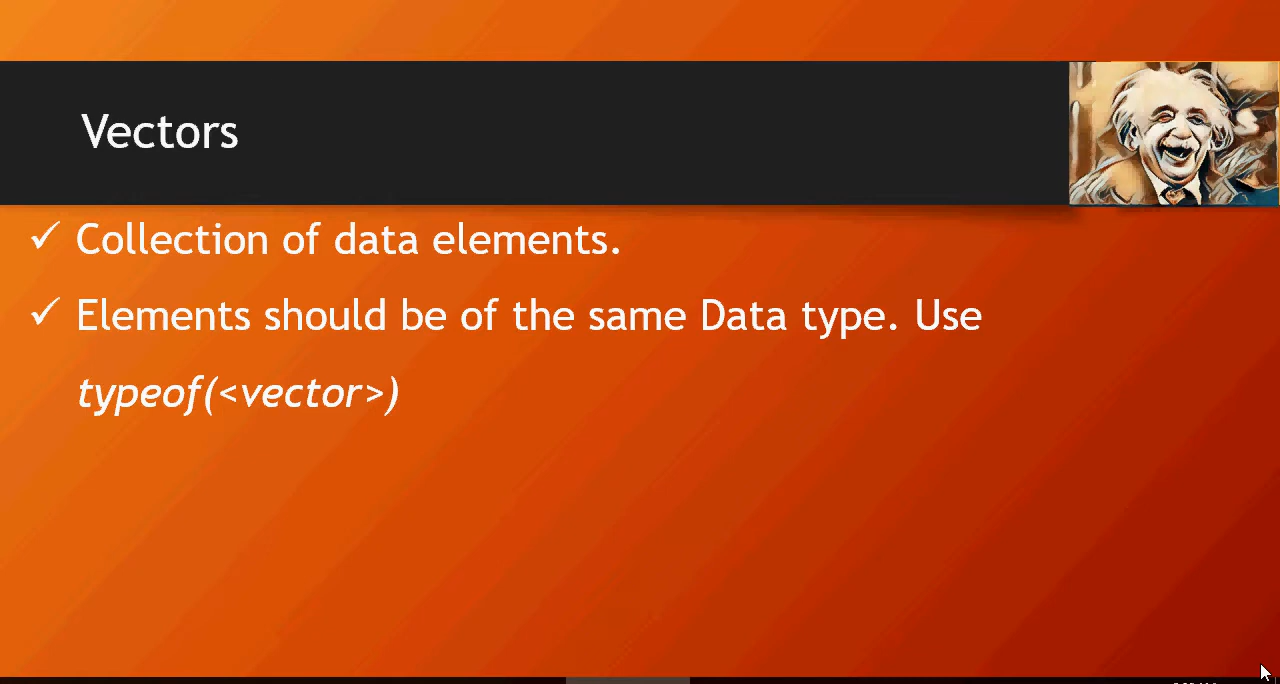 Vectors
Collection of data elements.
Elements should be of the same Data type. Use
typeof(<vector>)